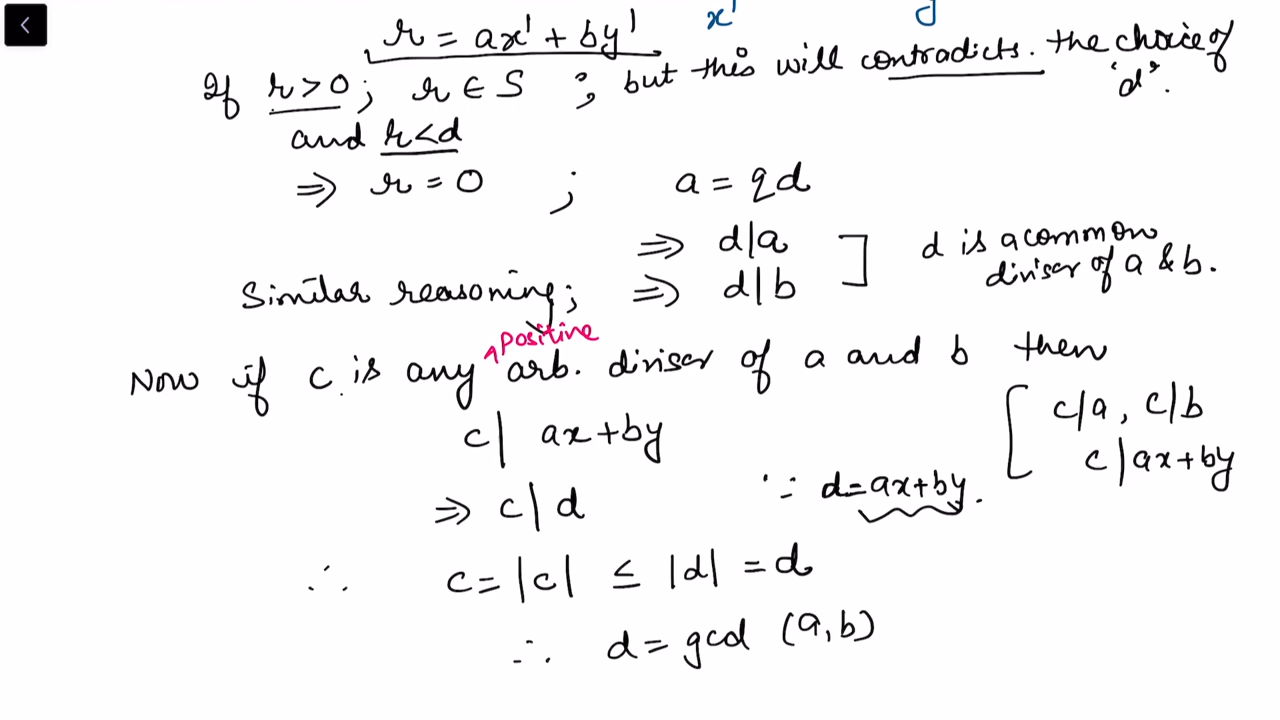 x' d
r = ax' + by'
If r > 0 ; r ∈ S ; but this will contradicts. the choice of 'd'.
and r < d
⇒ r = 0 ; a = qd
⇒ d|a
d is a common
divisor of a & b.
Similar reasoning; ⇒ d|b
positive
Now if c is any ^ arb. divisor of a and b then
c| ax+by
c/a, c/b
c | ax+by
⇒ c|d ∵ d=ax+by.
∴ c = |c| ≤ |d| = d
∴ d = gcd (a,b)